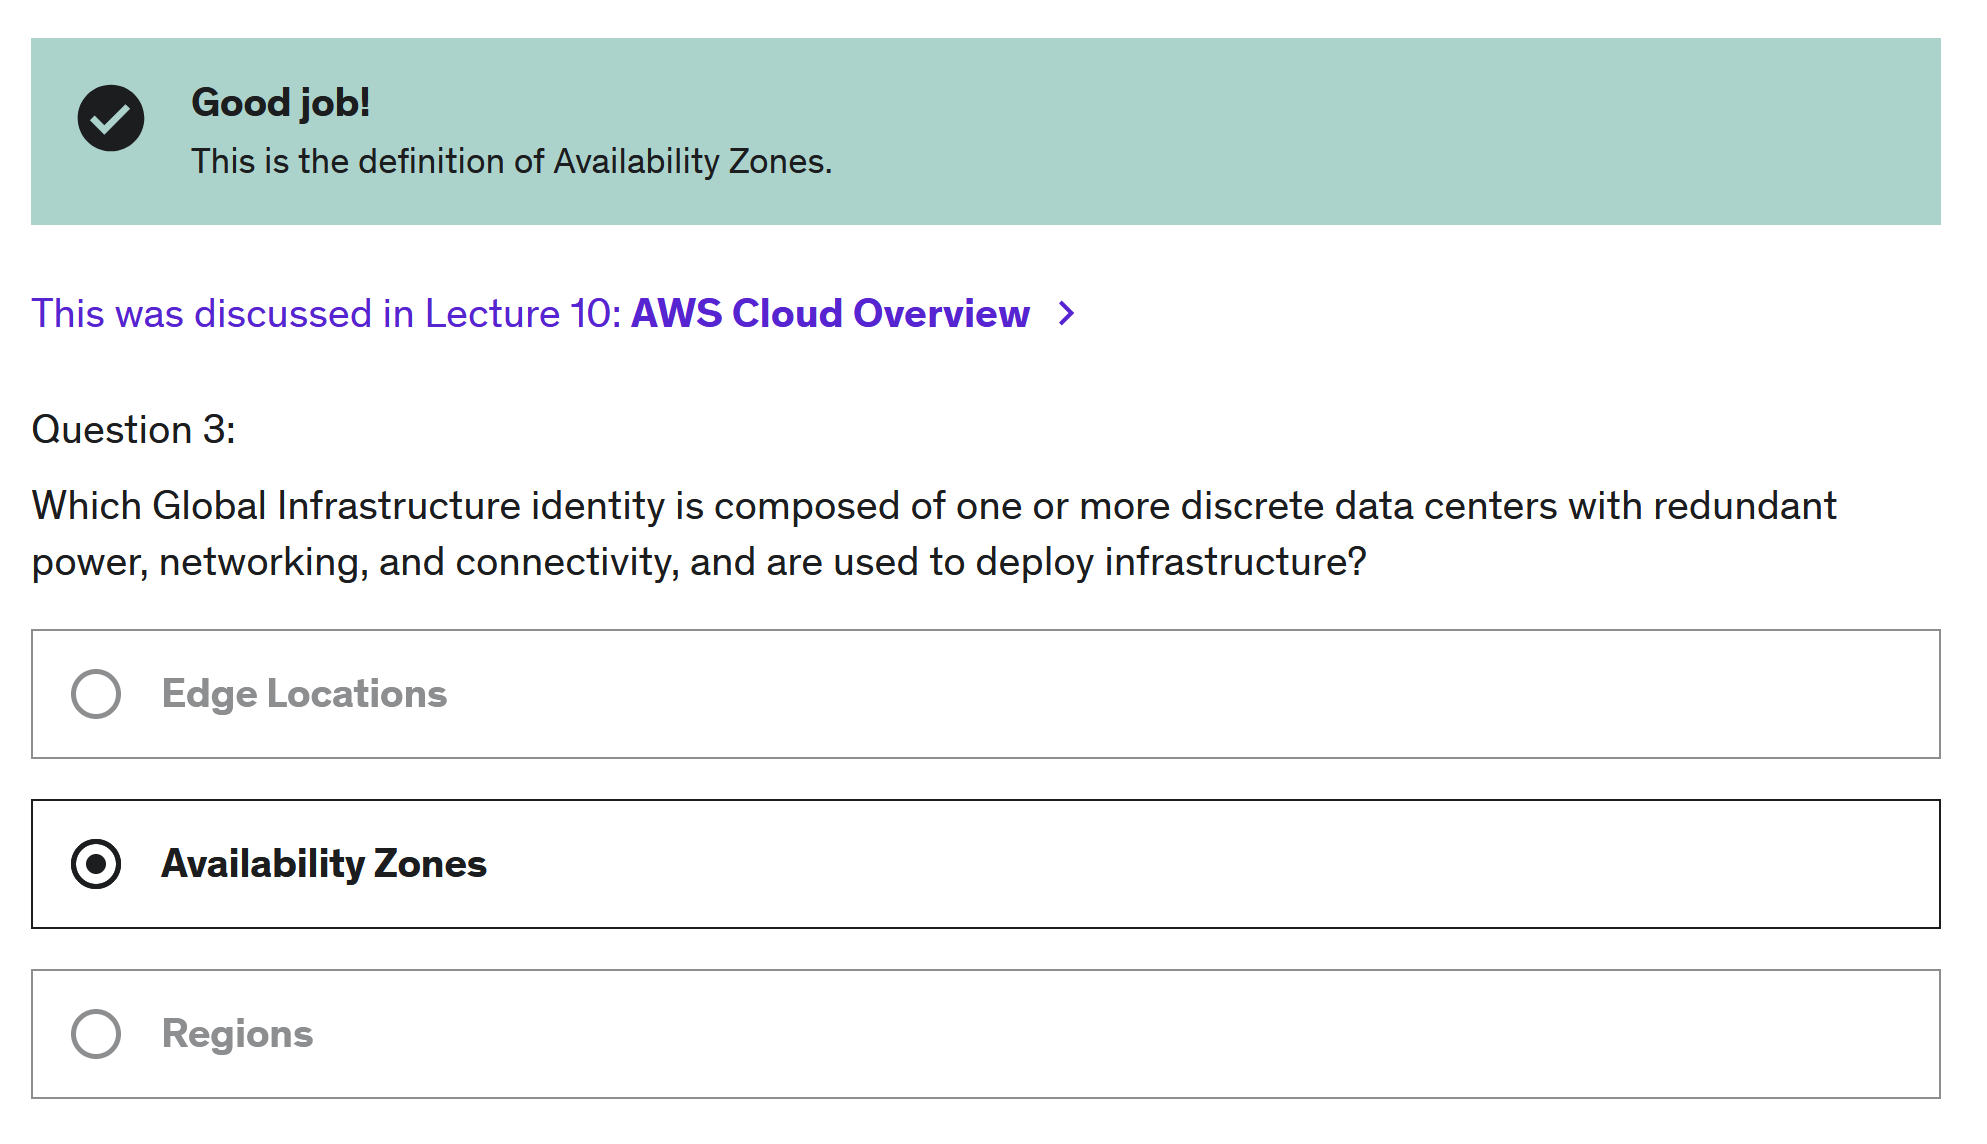 Good job!
This is the definition of Availability Zones.
This was discussed in Lecture 10: AWS Cloud Overview
Question 3:
Which Global Infrastructure identity is composed of one or more discrete data centers with redundant
power, networking, and connectivity, and are used to deploy infrastructure?
Edge Locations
Availability Zones
Regions